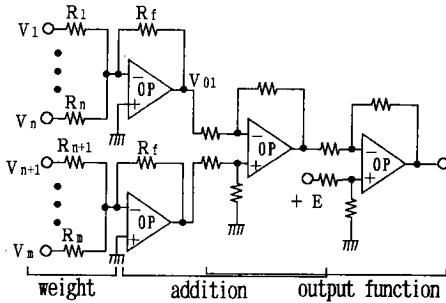 V1 R1 Rf
OP V01
Vn Rn
Vn+1 Rn+1 Rf
OP
Vm Rm
OP
+ E
OP
weight addition output function